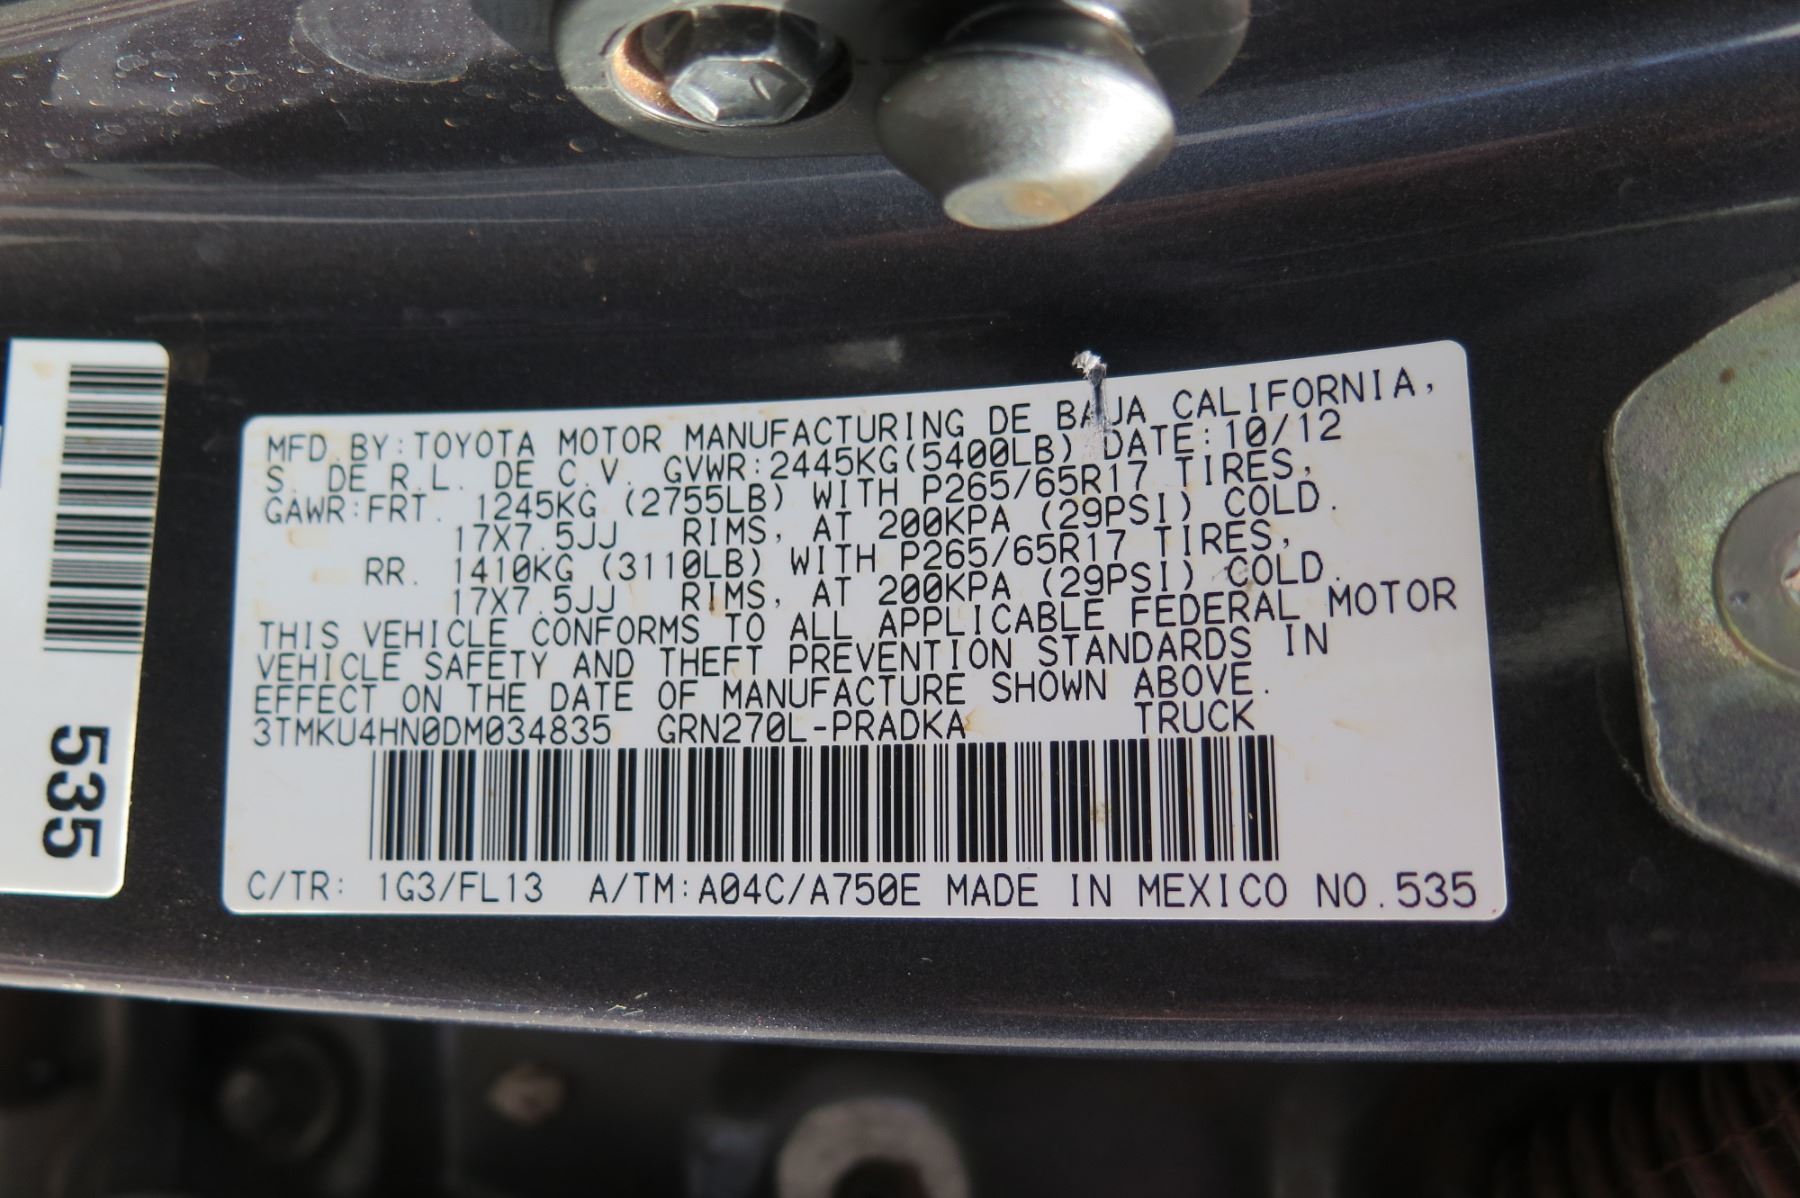 MFD.BY:TOYOTA MOTOR MANUFACTURING DE BAJA CALIFORNIA,
S. DE R.L. DE C.V. GVWR:2445KG(5400LB) DATE:10/12
GAWR:FRT. 1245KG (2755LB) WITH P265/65R17 TIRES,
17X7.5JJ RIMS, AT 200KPA (29PSI) COLD.
RR. 1410KG (3110LB) WITH P265/65R17 TIRES,
17X7.5JJ RIMS, AT 200KPA (29PSI) COLD.
THIS VEHICLE CONFORMS TO ALL APPLICABLE FEDERAL MOTOR
VEHICLE SAFETY AND THEFT PREVENTION STANDARDS IN
EFFECT ON THE DATE OF MANUFACTURE SHOWN ABOVE.
3TMKU4HN0DM034835 GRN270L-PRADKA TRUCK
C/TR: 1G3/FL13 A/TM:A04C/A750E MADE IN MEXICO NO.535
535